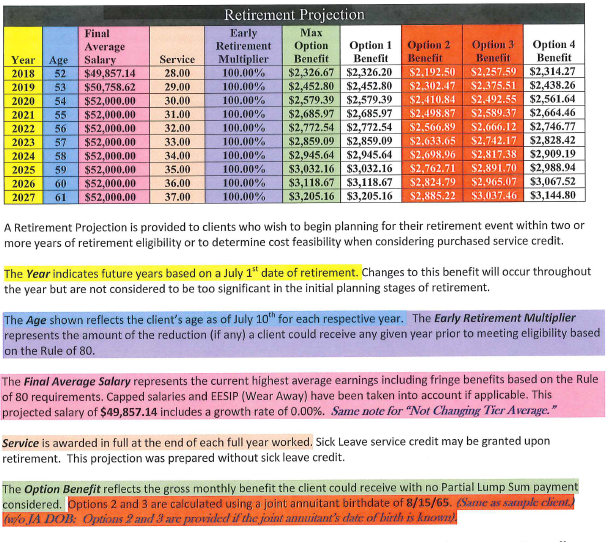 Retirement Projection
Final Early Max
Average Retirement Option Option 1 Option 2 Option 3 Option 4
Year Age Salary Service Multiplier Benefit Benefit Benefit Benefit Benefit
2018 52 $49,857.14 28.00 100.00% $2,326.67 $2,326.20 $2,192.50 $2,257.59 $2,314.27
2019 53 $50,758.62 29.00 100.00% $2,452.80 $2,452.80 $2,302.47 $2,375.51 $2,438.26
2020 54 $52,000.00 30.00 100.00% $2,579.39 $2,579.39 $2,410.84 $2,492.55 $2,561.64
2021 55 $52,000.00 31.00 100.00% $2,685.97 $2,685.97 $2,498.87 $2,589.37 $2,664.46
2022 56 $52,000.00 32.00 100.00% $2,772.54 $2,772.54 $2,566.89 $2,666.12 $2,746.77
2023 57 $52,000.00 33.00 100.00% $2,859.09 $2,859.09 $2,633.65 $2,742.17 $2,828.42
2024 58 $52,000.00 34.00 100.00% $2,945.64 $2,945.64 $2,698.96 $2,817.38 $2,909.19
2025 59 $52,000.00 35.00 100.00% $3,032.16 $3,032.16 $2,762.71 $2,891.70 $2,988.94
2026 60 $52,000.00 36.00 100.00% $3,118.67 $3,118.67 $2,824.79 $2,965.07 $3,067.52
2027 61 $52,000.00 37.00 100.00% $3,205.16 $3,205.16 $2,885.22 $3,037.46 $3,144.80
A Retirement Projection is provided to clients who wish to begin planning for their retirement event within two or
more years of retirement eligibility or to determine cost feasibility when considering purchased service credit.
The Year indicates future years based on a July 1st date of retirement. Changes to this benefit will occur throughout
the year but are not considered to be too significant in the initial planning stages of retirement.
The Age shown reflects the client's age as of July 10th for each respective year. The Early Retirement Multiplier
represents the amount of the reduction (if any) a client could receive any given year prior to meeting eligibility based
on the Rule of 80.
The Final Average Salary represents the current highest average earnings including fringe benefits based on the Rule
of 80 requirements. Capped salaries and EESIP (Wear Away) have been taken into account if applicable. This
projected salary of $49,857.14 includes a growth rate of 0.00%. Same note for "Not Changing Tier Average."
Service is awarded in full at the end of each full year worked. Sick Leave service credit may be granted upon
retirement. This projection was prepared without sick leave credit.
The Option Benefit reflects the gross monthly benefit the client could receive with no Partial Lump Sum payment
considered. Options 2 and 3 are calculated using a joint annuitant birthdate of 8/15/65. (Same as sample client.)
(w/o JA DOB: Options 2 and 3 are provided if the joint annuitant's date of birth is known).